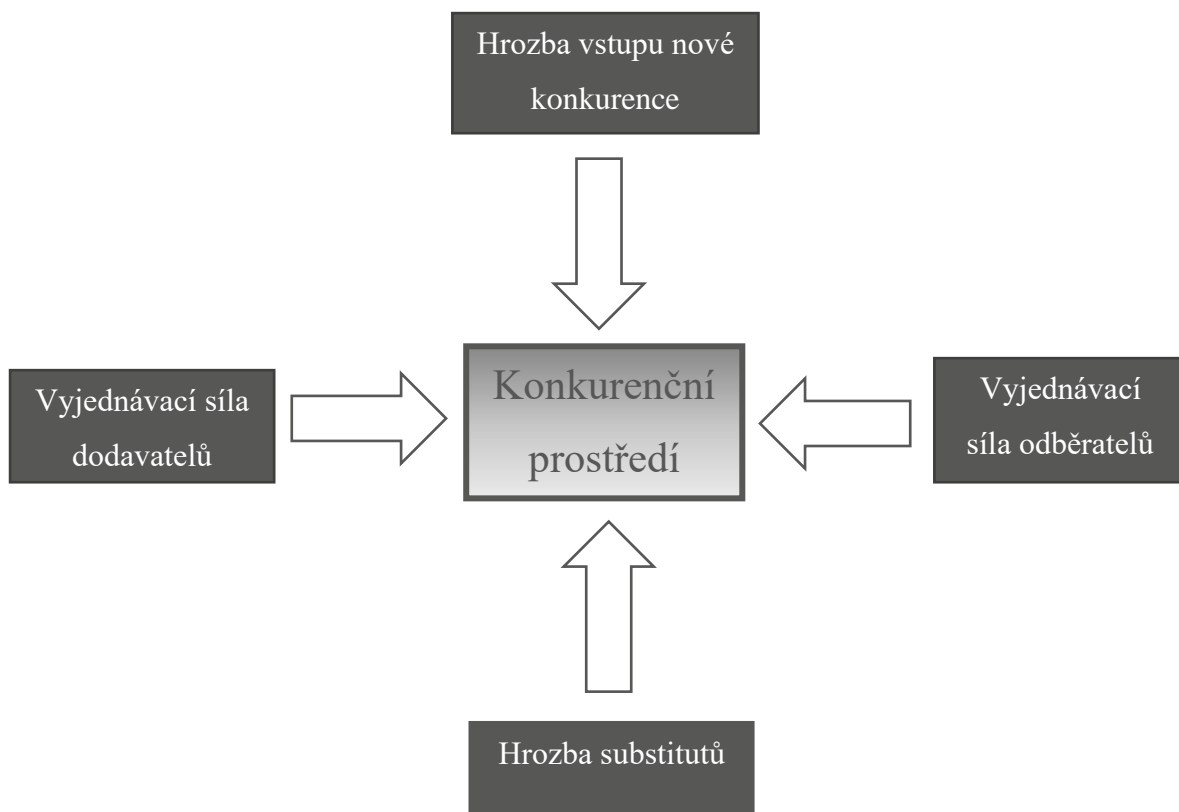 Hrozba vstupu nové
konkurence
Vyjednávací síla
dodavatelů
Konkurenční
prostředí
Vyjednávací
síla odběratelů
Hrozba substitutů